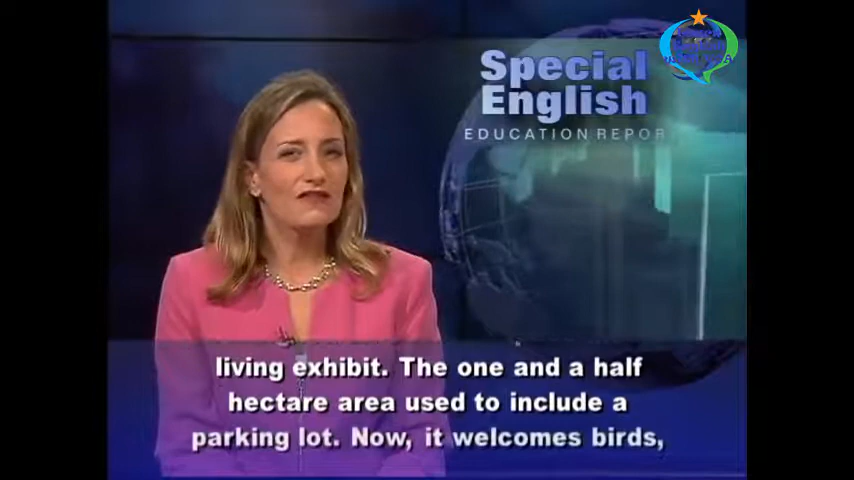 Special
English
EDUCATION REPOR
living exhibit. The one and a half
hectare area used to include a
parking lot. Now, it welcomes birds,